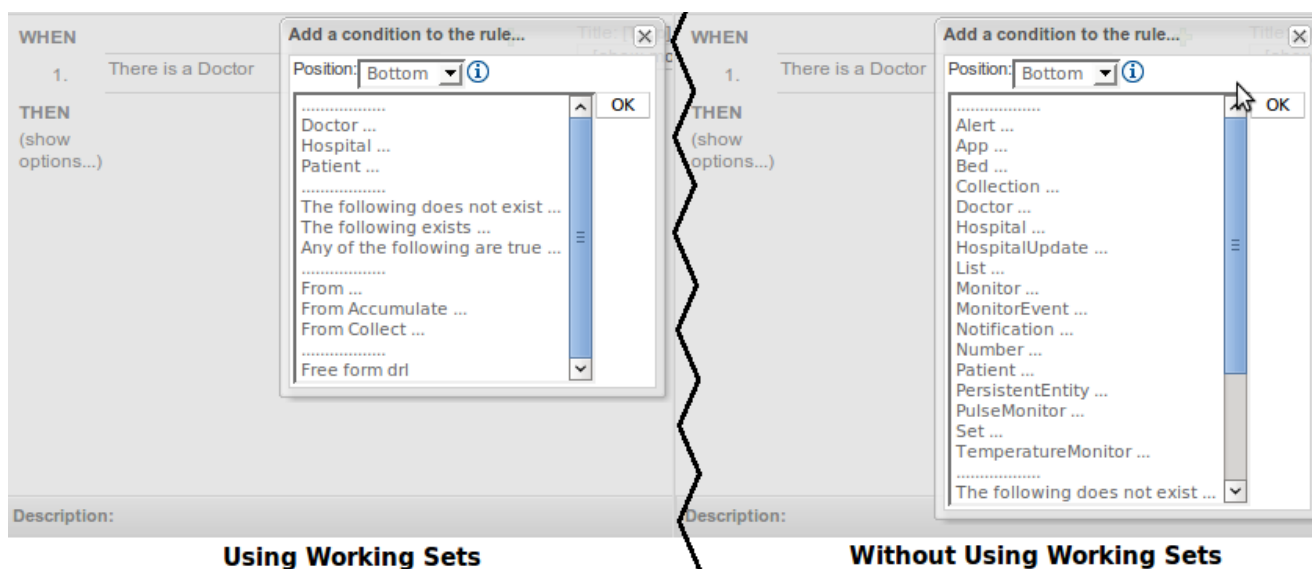 WHEN
1. There is a Doctor
THEN
(show
options...)
Add a condition to the rule...
Title:
Position: Bottom
OK
..................
Doctor ...
Hospital ...
Patient ...
..................
The following does not exist ...
The following exists ...
Any of the following are true ...
..................
From ...
From Accumulate ...
From Collect ...
..................
Free form drl
Description:
Using Working Sets
WHEN
1. There is a Doctor
THEN
(show
options...)
Add a condition to the rule...
Position: Bottom
OK
..................
Alert ...
App ...
Bed ...
Collection ...
Doctor ...
Hospital ...
HospitalUpdate ...
List ...
Monitor ...
MonitorEvent ...
Notification ...
Number ...
Patient ...
PersistentEntity ...
PulseMonitor ...
Set ...
TemperatureMonitor ...
..................
The following does not exist ...
Description:
Without Using Working Sets